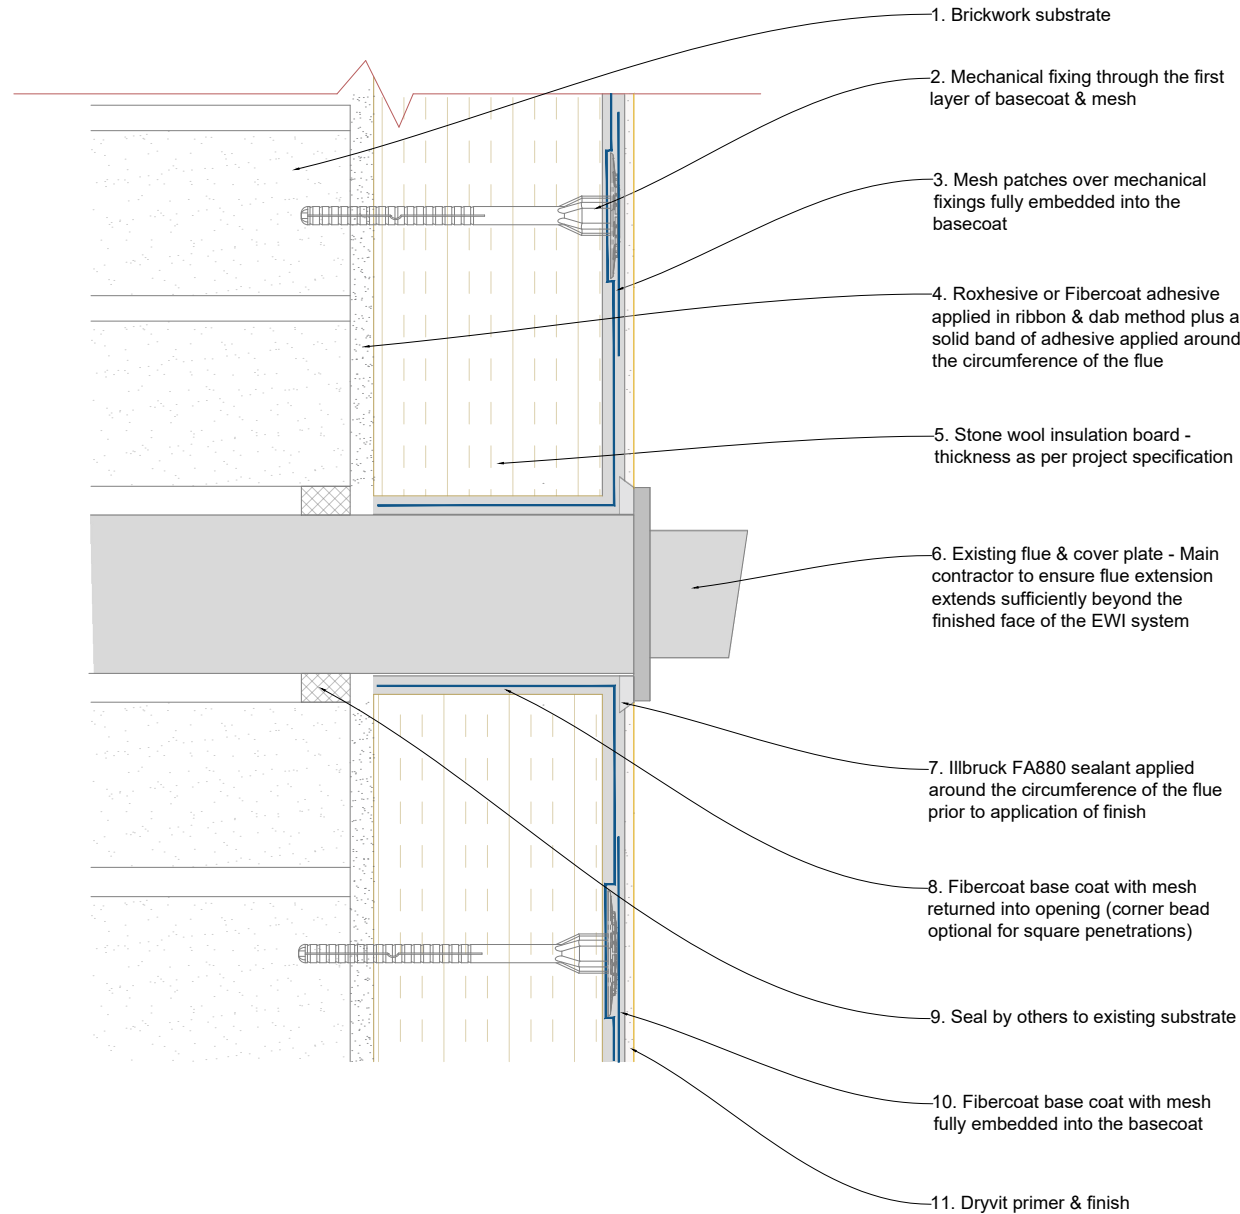 1. Brickwork substrate
2. Mechanical fixing through the first
layer of basecoat & mesh
3. Mesh patches over mechanical
fixings fully embedded into the
basecoat
4. Roxhesive or Fibercoat adhesive
applied in ribbon & dab method plus a
solid band of adhesive applied around
the circumference of the flue
5. Stone wool insulation board -
thickness as per project specification
6. Existing flue & cover plate - Main
contractor to ensure flue extension
extends sufficiently beyond the
finished face of the EWI system
7. Illbruck FA880 sealant applied
around the circumference of the flue
prior to application of finish
8. Fibercoat base coat with mesh
returned into opening (corner bead
optional for square penetrations)
9. Seal by others to existing substrate
10. Fibercoat base coat with mesh
fully embedded into the basecoat
11. Dryvit primer & finish